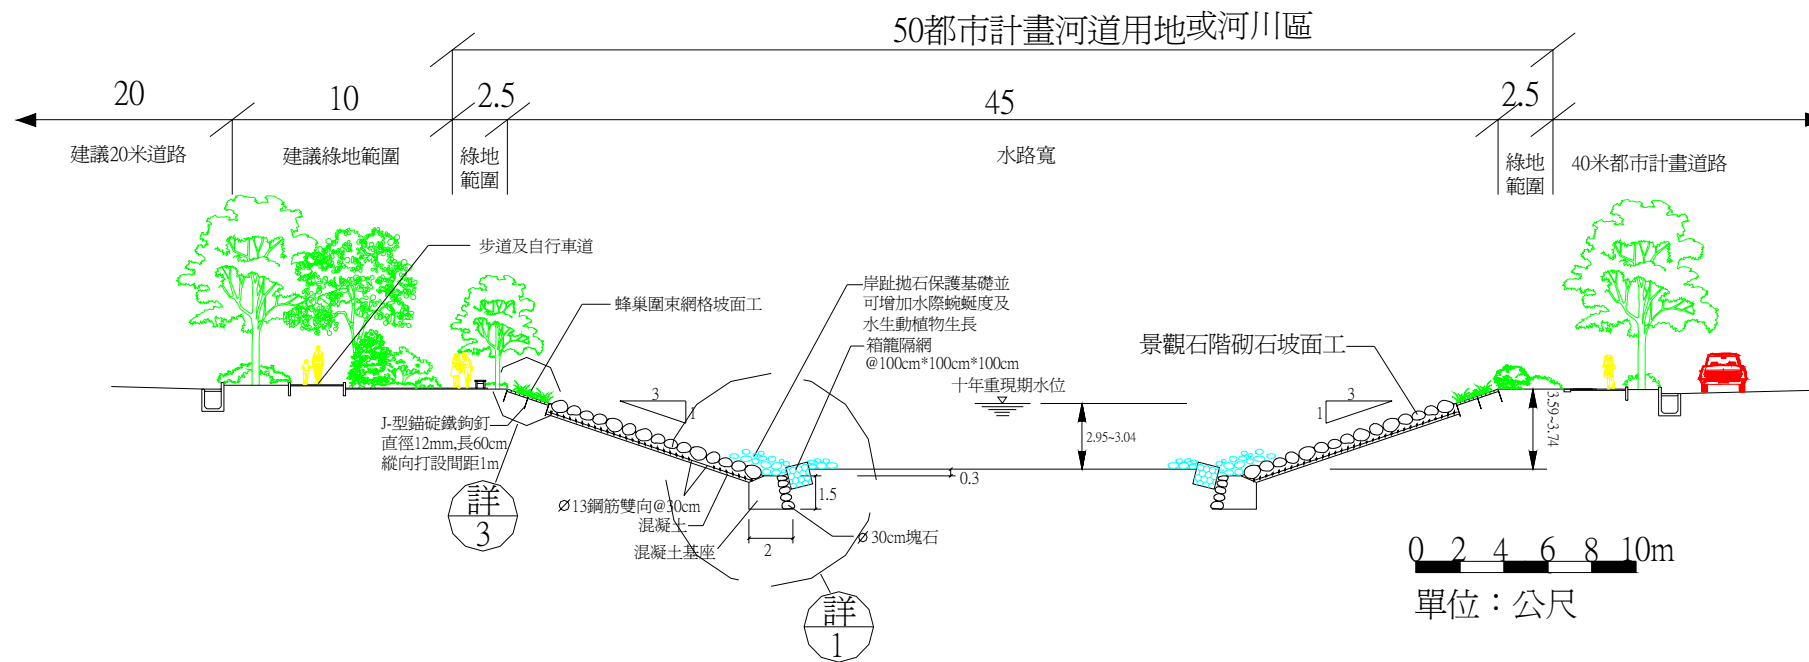 50都市計畫河道用地或河川區
20
10
2.5
45
2.5
建議20米道路
建議綠地範圍
綠地
範圍
水路寬
綠地
範圍
40米都市計畫道路
步道及自行車道
蜂巢圍束網格坡面工
岸趾拋石保護基礎並
可增加水際蜿蜒度及
水生動植物生長
箱籠隔網
@100cm*100cm*100cm
十年重現期水位
景觀石階砌石坡面工
3
1
3
1
2.95~3.04
3.59~3.74
J-型錨碇鐵鉤釘
直徑12mm,長60cm
縱向打設間距1m
0.3
1.5
詳
3
Ø13鋼筋雙向@30cm
混凝土
混凝土基座
2
Ø30cm塊石
詳
1
0 2 4 6 8 10m
單位：公尺